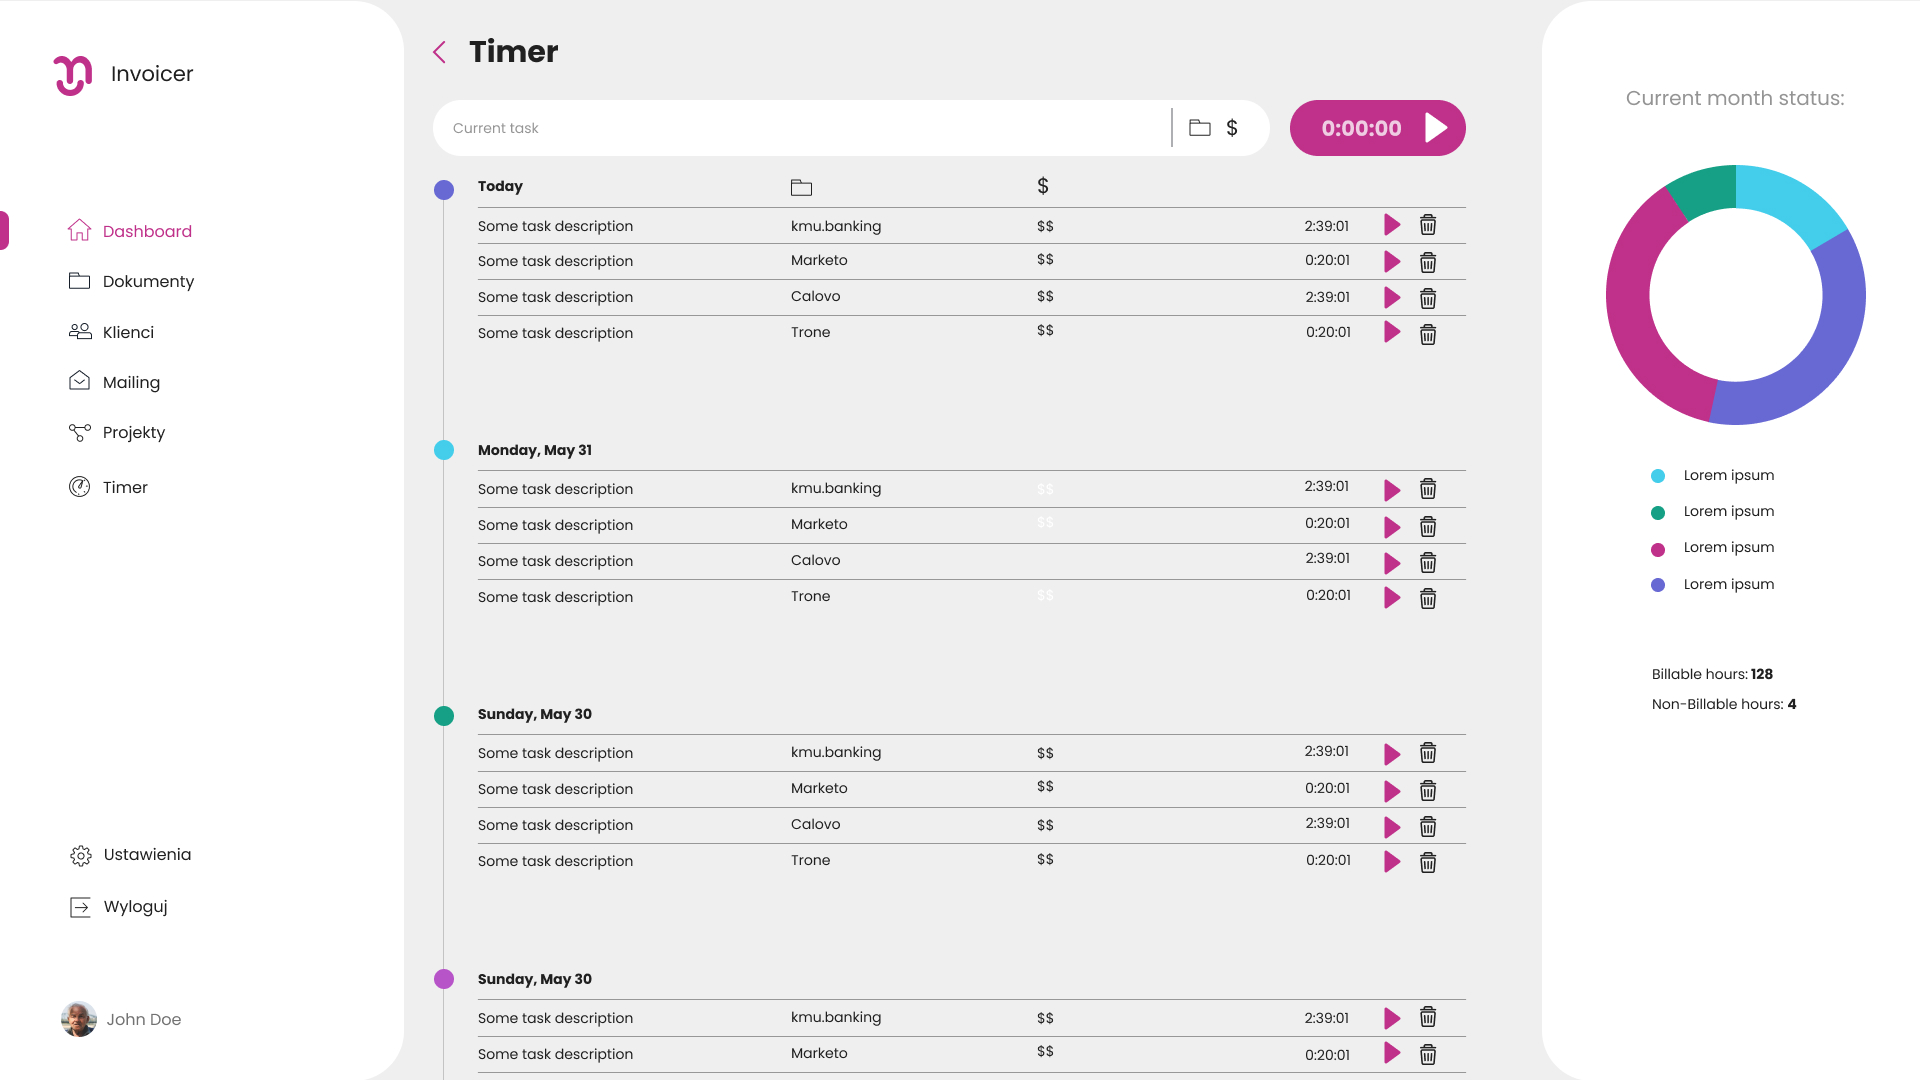 Invoicer
Dashboard
Dokumenty
Klienci
Mailing
Projekty
Timer
Ustawienia
Wyloguj
John Doe
Timer
Current task
$
0:00:00
Today $
Some task description kmu.banking $$ 2:39:01
Some task description Marketo $$ 0:20:01
Some task description Calovo $$ 2:39:01
Some task description Trone $$ 0:20:01
Monday, May 31
Some task description kmu.banking $$ 2:39:01
Some task description Marketo $$ 0:20:01
Some task description Calovo 2:39:01
Some task description Trone $$ 0:20:01
Sunday, May 30
Some task description kmu.banking $$ 2:39:01
Some task description Marketo $$ 0:20:01
Some task description Calovo $$ 2:39:01
Some task description Trone $$ 0:20:01
Sunday, May 30
Some task description kmu.banking $$ 2:39:01
Some task description Marketo $$ 0:20:01
Current month status:
Lorem ipsum
Lorem ipsum
Lorem ipsum
Lorem ipsum
Billable hours: 128
Non-Billable hours: 4